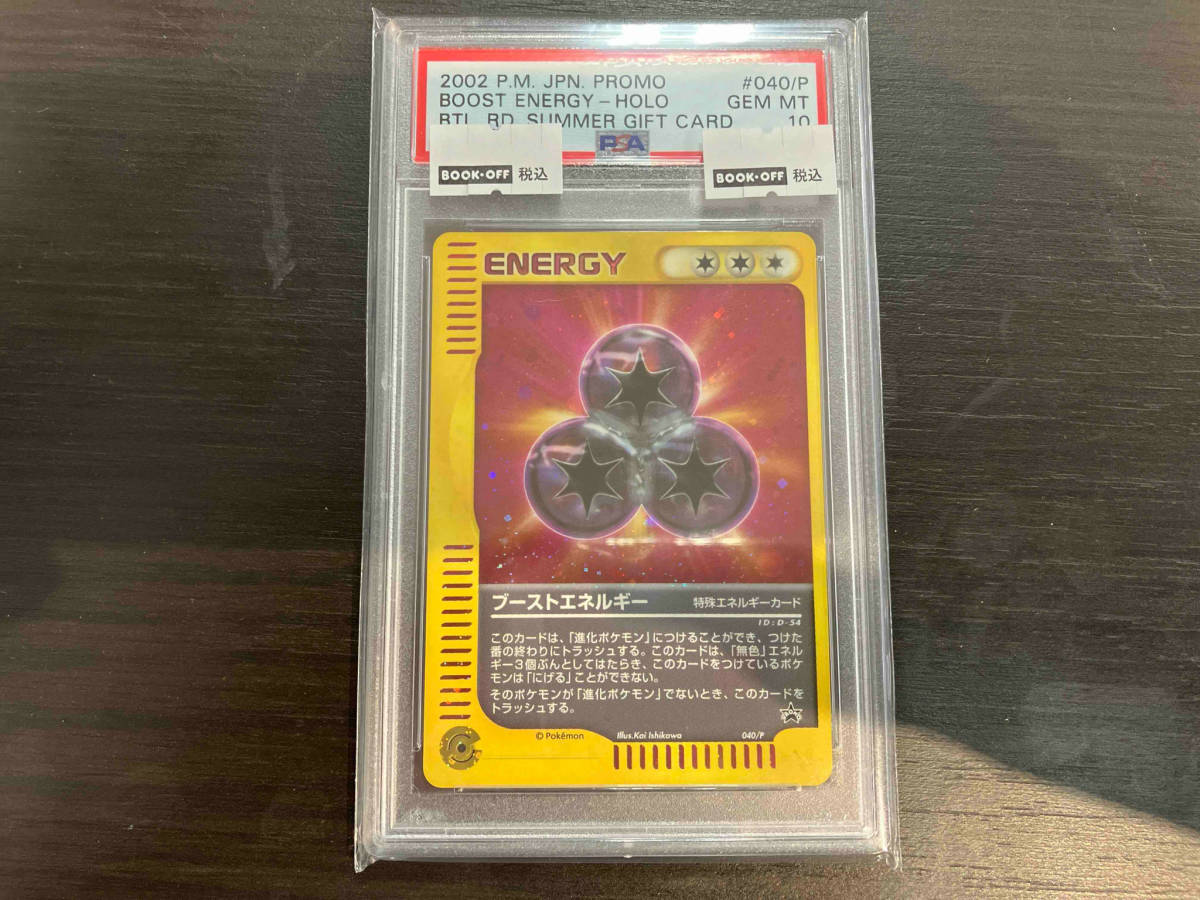 2002 P.M. JPN. PROMO #040/P
BOOST ENERGY-HOLO GEM MT
BTL. RD. SUMMER GIFT CARD 10
PSA
BOOK・OFF 税込
BOOK・OFF 税込
ENERGY
ブーストエネルギー 特殊エネルギーカード
ID:D-54
このカードは、「進化ポケモン」につけることができ、つけた
番の終わりにトラッシュする。このカードは、「無色」エネル
ギー3個ぶんとしてはたらき、このカードをつけているポケ
モンは「にげる」ことができない。
そのポケモンが「進化ポケモン」でないとき、このカードを
トラッシュする。
©Pokémon Illus.Kai Ishikawa 040/P